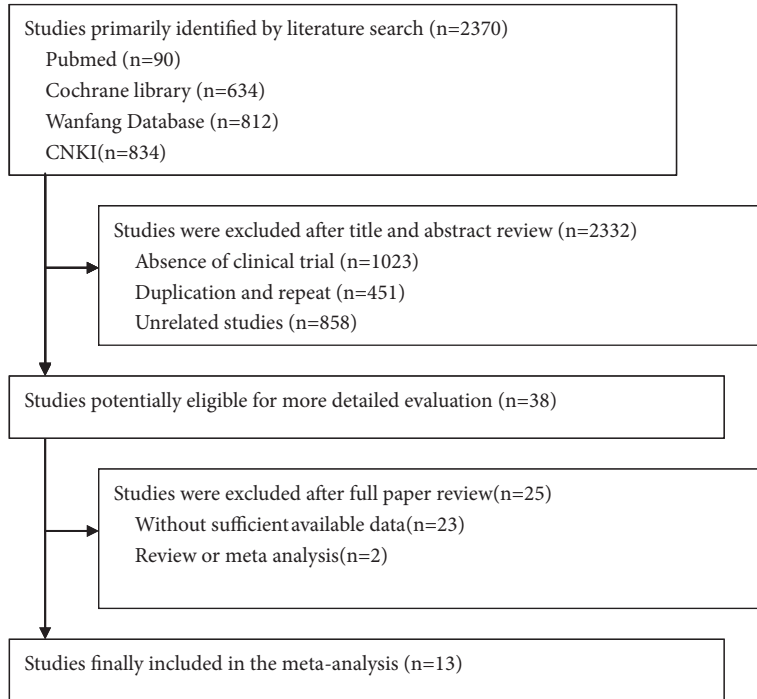 Studies primarily identified by literature search (n=2370)
Pubmed (n=90)
Cochrane library (n=634)
Wanfang Database (n=812)
CNKI(n=834)
Studies were excluded after title and abstract review (n=2332)
Absence of clinical trial (n=1023)
Duplication and repeat (n=451)
Unrelated studies (n=858)
Studies potentially eligible for more detailed evaluation (n=38)
Studies were excluded after full paper review(n=25)
Without sufficient available data(n=23)
Review or meta analysis(n=2)
Studies finally included in the meta-analysis (n=13)